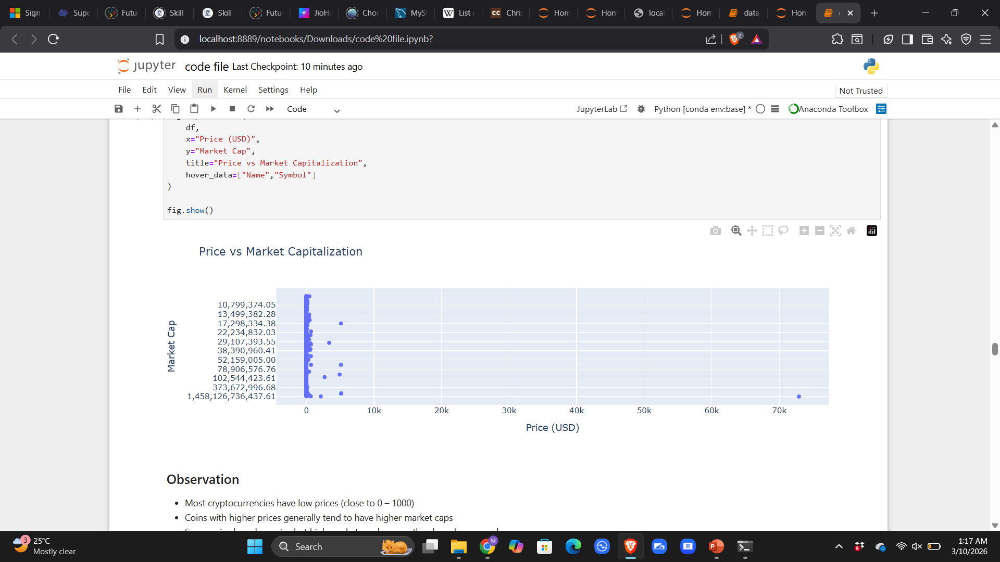 Sign
Supe
Futu
Skill
Skill
Futu
JioH
Choc
MyS
List
Chris
Hom
Hom
local
Hom
data
Hom
localhost:8889/notebooks/Downloads/code%20file.ipynb?
2
jupyter code file Last Checkpoint: 10 minutes ago
File Edit View Run Kernel Settings Help
Not Trusted
Code
JupyterLab
Python [conda env:base] *
Anaconda Toolbox
df,
x="Price (USD)",
y="Market Cap",
title="Price vs Market Capitalization",
hover_data=["Name","Symbol"]
)
fig.show()
Price vs Market Capitalization
10,799,374.05
13,499,382.28
17,298,334.38
22,234,832.03
29,107,393.55
38,390,960.41
52,159,005.00
78,906,576.76
102,544,423.61
373,672,996.68
1,458,126,736,437.61
Market Cap
0 10k 20k 30k 40k 50k 60k 70k
Price (USD)
Observation
• Most cryptocurrencies have low prices (close to 0 – 1000)
• Coins with higher prices generally tend to have higher market caps
3
25°C
Mostly clear
Search
M
8
1:17 AM
3/10/2026